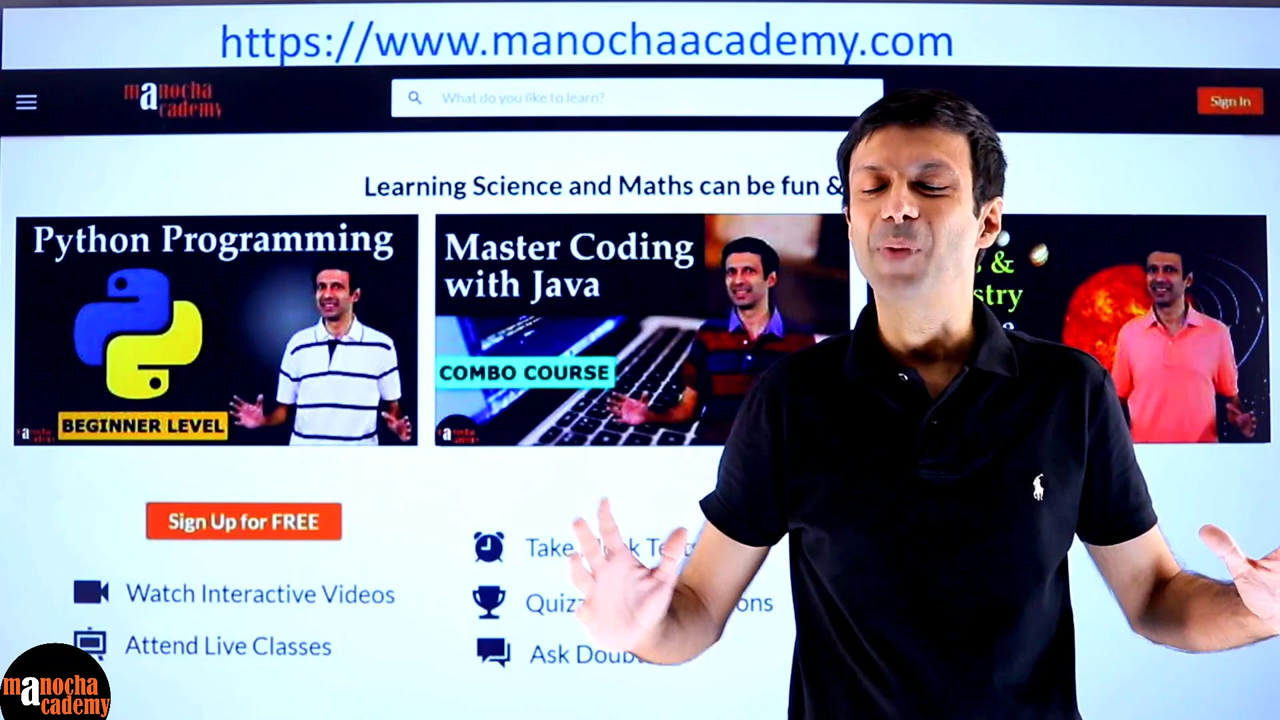 https://www.manochaacademy.com
manocha
academy
What do you like to learn?
Sign In
Learning Science and Maths can be fun &
Python Programming
BEGINNER LEVEL
Master Coding
with Java
COMBO COURSE
&
Sign Up for FREE
Watch Interactive Videos
Attend Live Classes
Take
Ask
manocha
academy